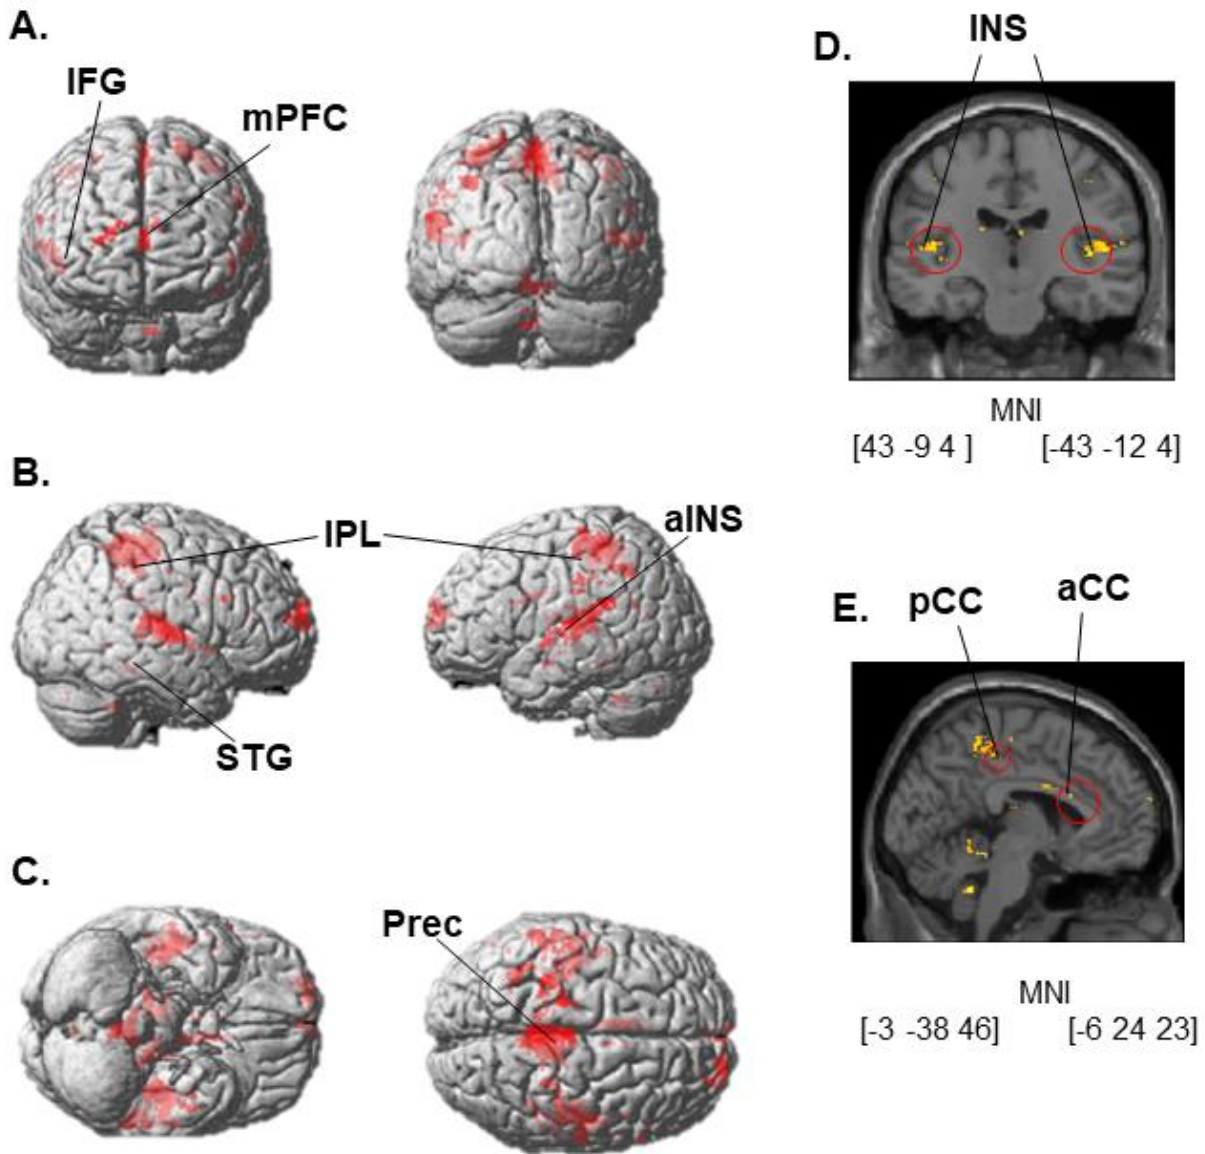 A.
IFG
mPFC
B.
IPL
aINS
STG
C.
Prec
D.
INS
MNI
[43 -9 4 ] [-43 -12 4]
E.
pCC
aCC
MNI
[-3 -38 46] [-6 24 23]